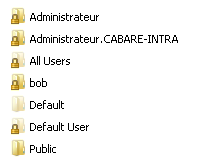 Administrateur
Administrateur.CABARE-INTRA
All Users
bob
Default
Default User
Public